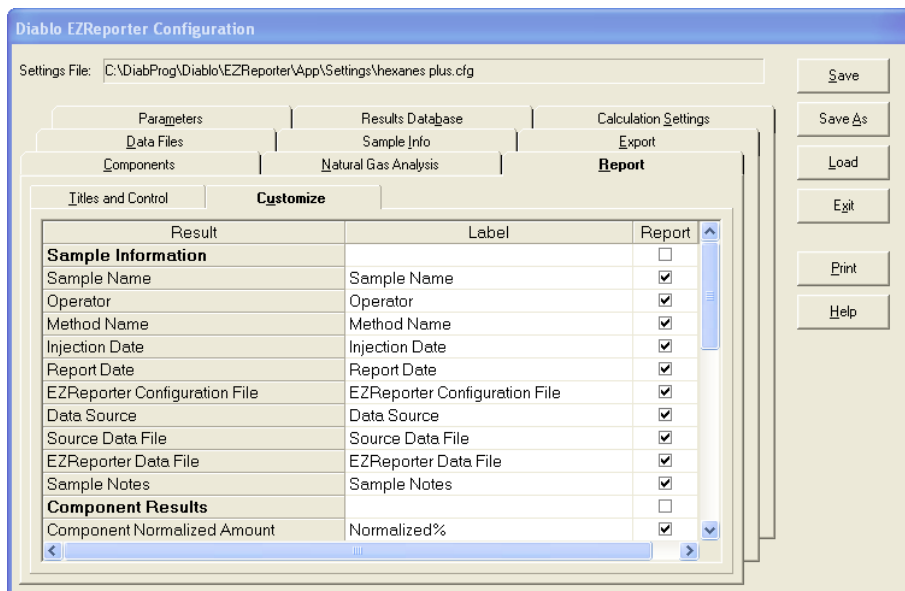 Diablo EZReporter Configuration
Settings File: C:\DiabProg\Diablo\EZReporter\App\Settings\hexanes plus.cfg
Save
Parameters Results Database Calculation Settings
Save As
Data Files Sample Info Export
Components Natural Gas Analysis Report
Load
Titles and Control Customize
Exit
Result Label Report
Sample Information
Sample Name Sample Name
Print
Operator Operator
Method Name Method Name
Help
Injection Date Injection Date
Report Date Report Date
EZReporter Configuration File EZReporter Configuration File
Data Source Data Source
Source Data File Source Data File
EZReporter Data File EZReporter Data File
Sample Notes Sample Notes
Component Results
Component Normalized Amount Normalized%